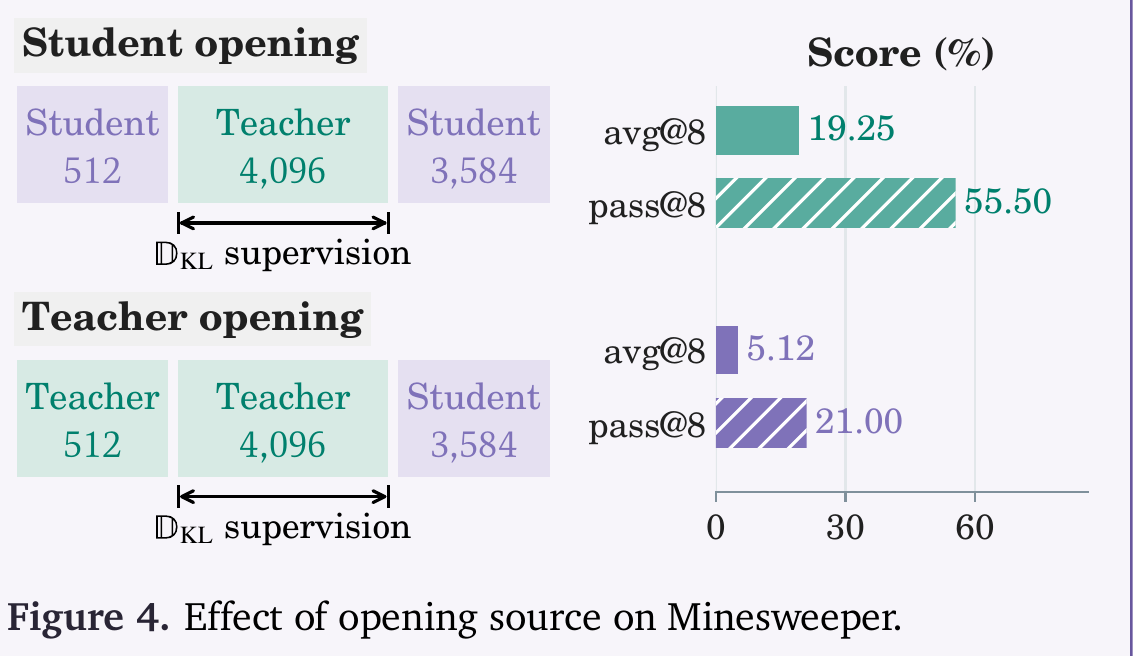 Student opening
Student
512
Teacher
4,096
Student
3,584
𝔻KL supervision
Teacher opening
Teacher
512
Teacher
4,096
Student
3,584
𝔻KL supervision
Score (%)
avg@8 19.25
pass@8 55.50
avg@8 5.12
pass@8 21.00
0 30 60
Figure 4. Effect of opening source on Minesweeper.